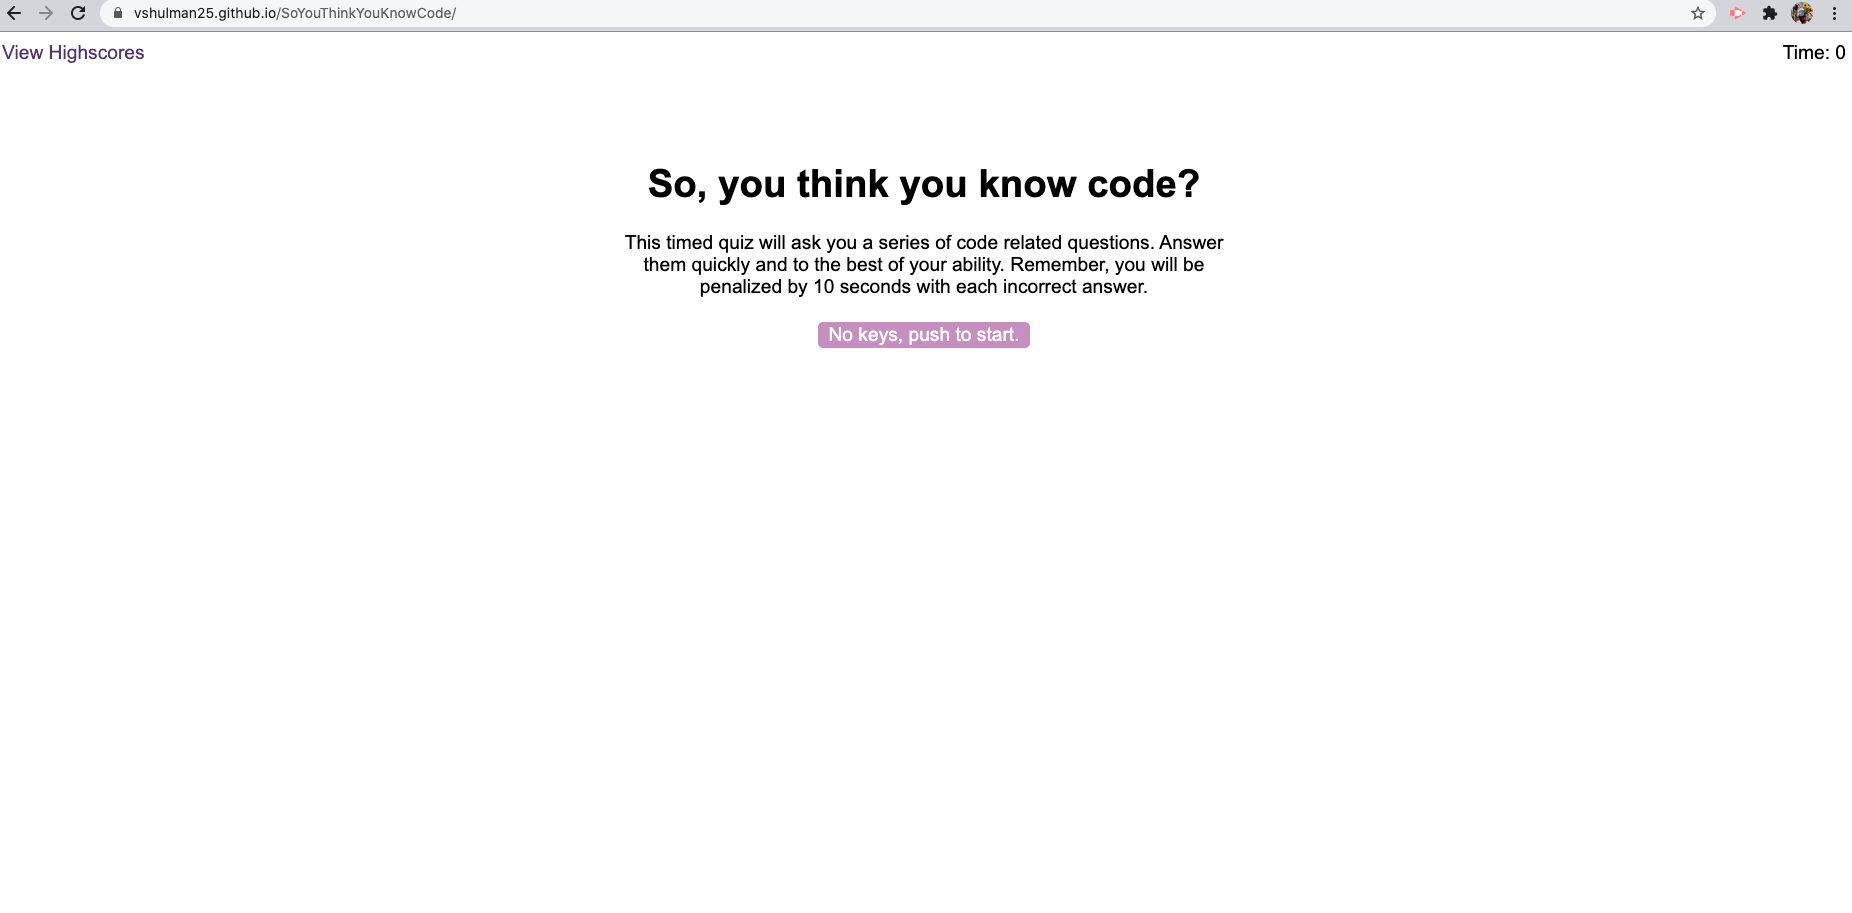 vshulman25.github.io/SoYouThinkYouKnowCode/
View Highscores
Time: 0
So, you think you know code?
This timed quiz will ask you a series of code related questions. Answer
them quickly and to the best of your ability. Remember, you will be
penalized by 10 seconds with each incorrect answer.
No keys, push to start.